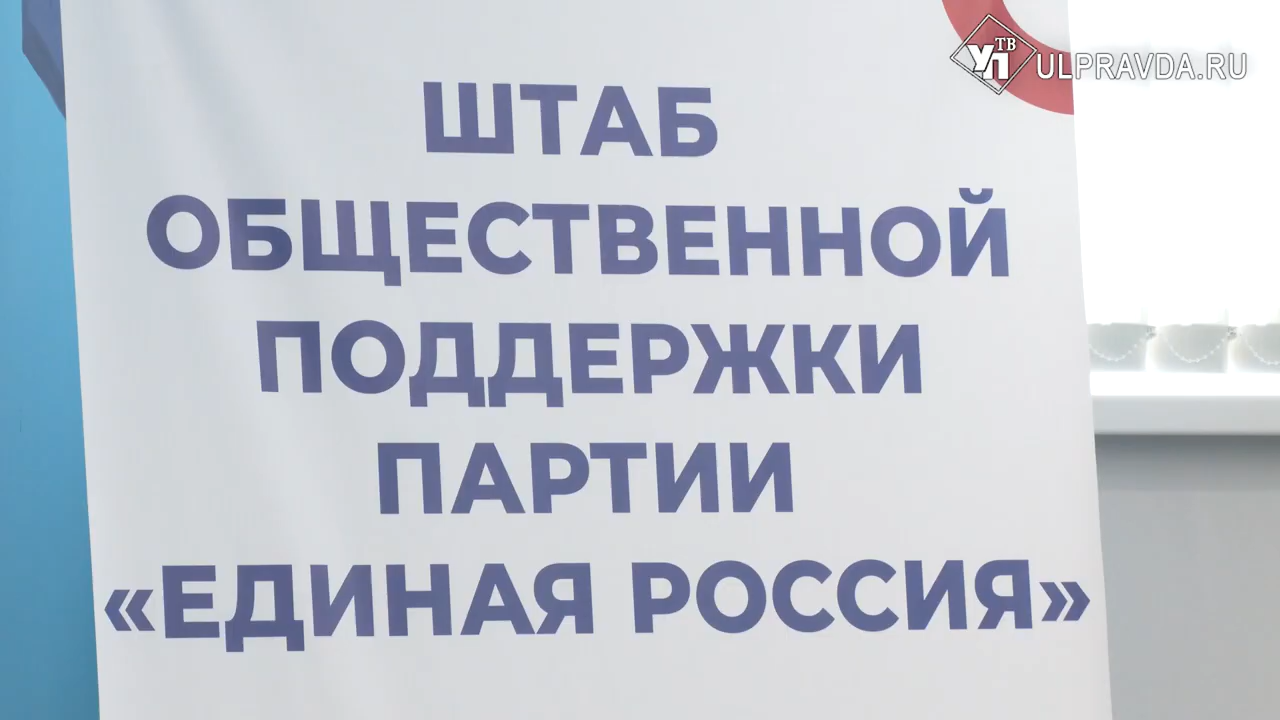 УП ТВ ULPRAVDA.RU
ШТАБ
ОБЩЕСТВЕННОЙ
ПОДДЕРЖКИ
ПАРТИИ
«ЕДИНАЯ РОССИЯ»